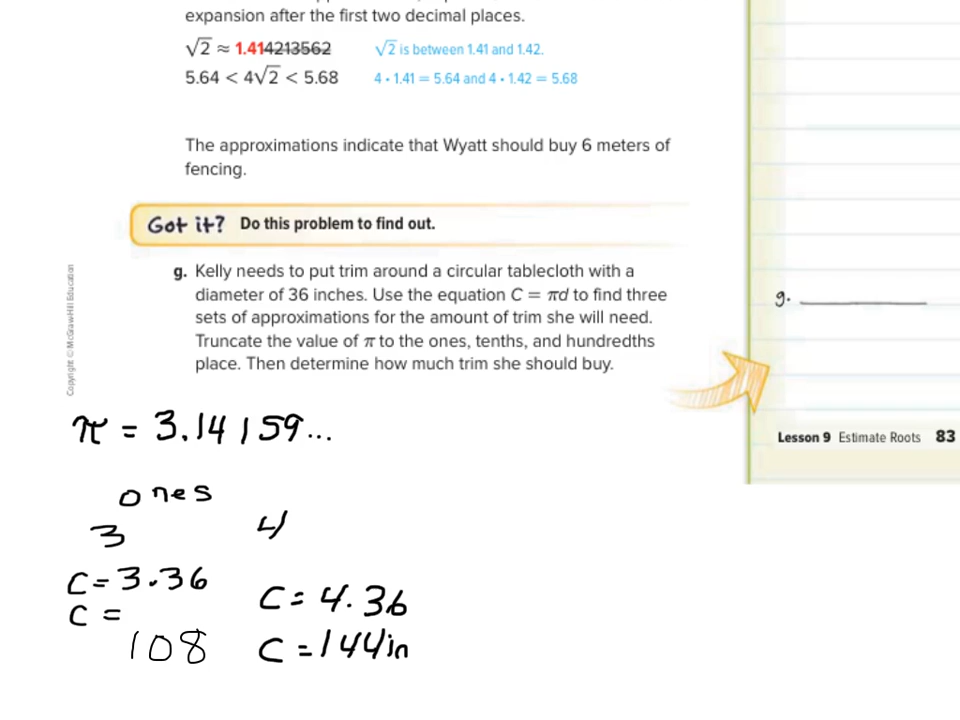 expansion after the first two decimal places.
√2 ≈ 1.414213562 √2 is between 1.41 and 1.42.
5.64 < 4√2 < 5.68 4 • 1.41 = 5.64 and 4 • 1.42 = 5.68
The approximations indicate that Wyatt should buy 6 meters of
fencing.
Got it? Do this problem to find out.
g. Kelly needs to put trim around a circular tablecloth with a
diameter of 36 inches. Use the equation C = πd to find three
sets of approximations for the amount of trim she will need.
Truncate the value of π to the ones, tenths, and hundredths
place. Then determine how much trim she should buy.
g. ____________
Copyright © McGraw-Hill Education
Lesson 9 Estimate Roots 83
π = 3.14159...
ones
3 4
C = 3·36
C = 4·36
C =
108
C = 144in